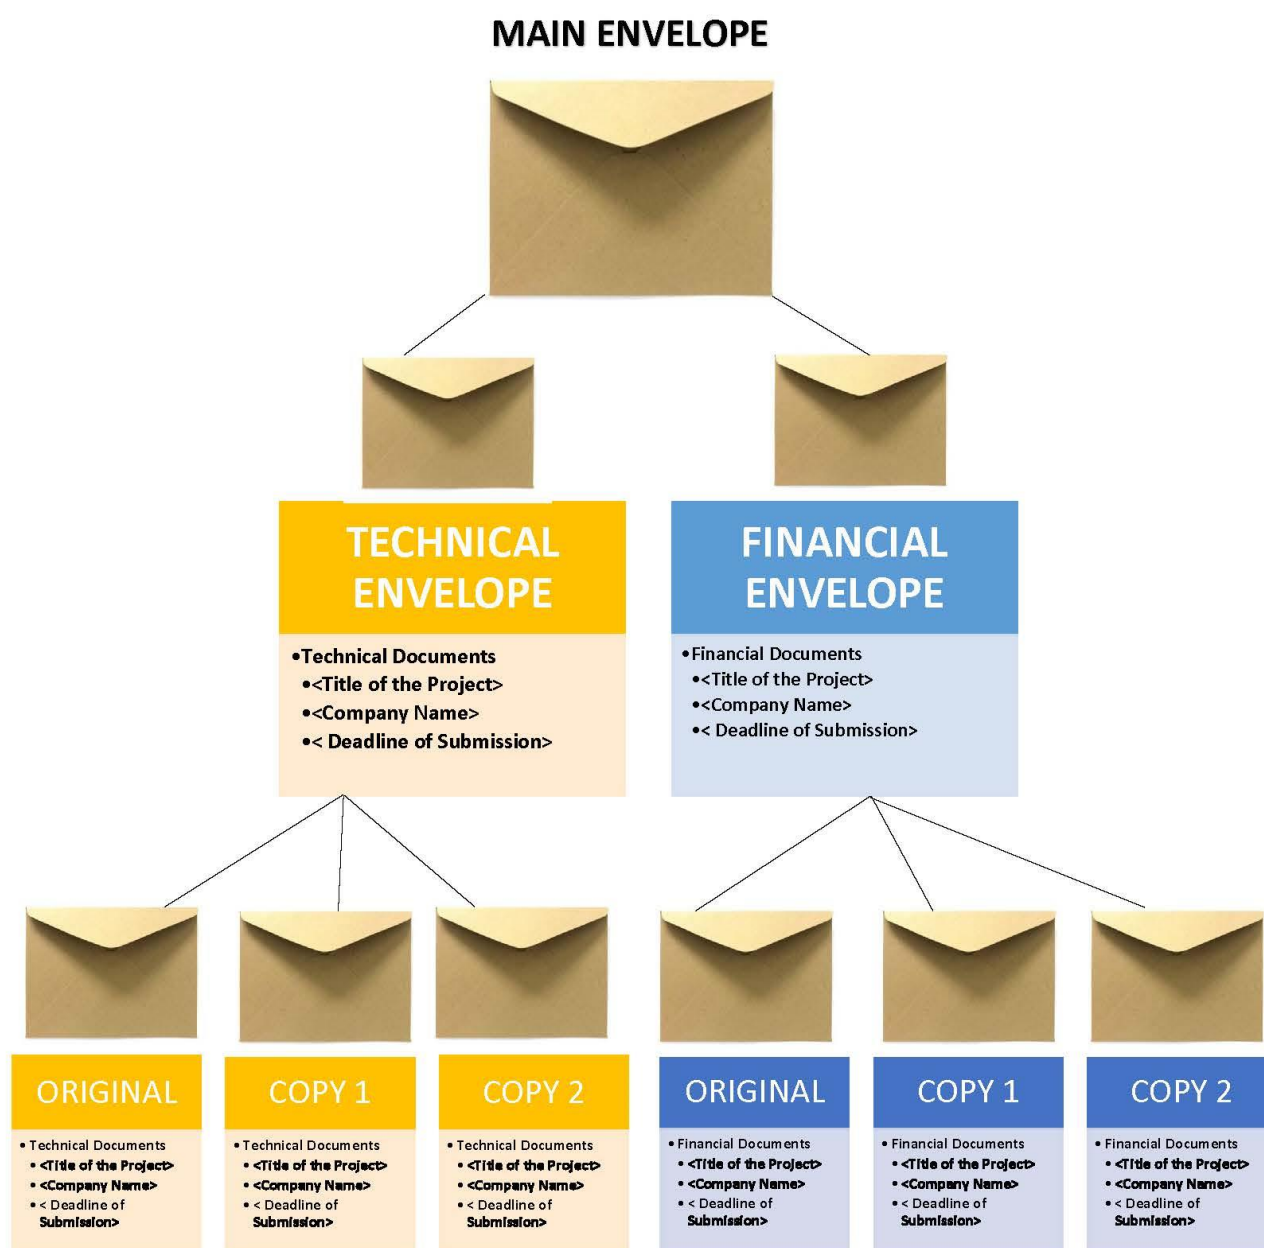 MAIN ENVELOPE
TECHNICAL
ENVELOPE
•Technical Documents
•<Title of the Project>
•<Company Name>
•< Deadline of Submission>
FINANCIAL
ENVELOPE
•Financial Documents
•<Title of the Project>
•<Company Name>
•< Deadline of Submission>
ORIGINAL
• Technical Documents
• <Title of the Project>
• <Company Name>
• < Deadline of
Submission>
COPY 1
• Technical Documents
• <Title of the Project>
• <Company Name>
• < Deadline of
Submission>
COPY 2
• Technical Documents
• <Title of the Project>
• <Company Name>
• < Deadline of
Submission>
ORIGINAL
• Financial Documents
• <Title of the Project>
• <Company Name>
• < Deadline of
Submission>
COPY 1
• Financial Documents
• <Title of the Project>
• <Company Name>
• < Deadline of
Submission>
COPY 2
• Financial Documents
• <Title of the Project>
• <Company Name>
• < Deadline of
Submission>